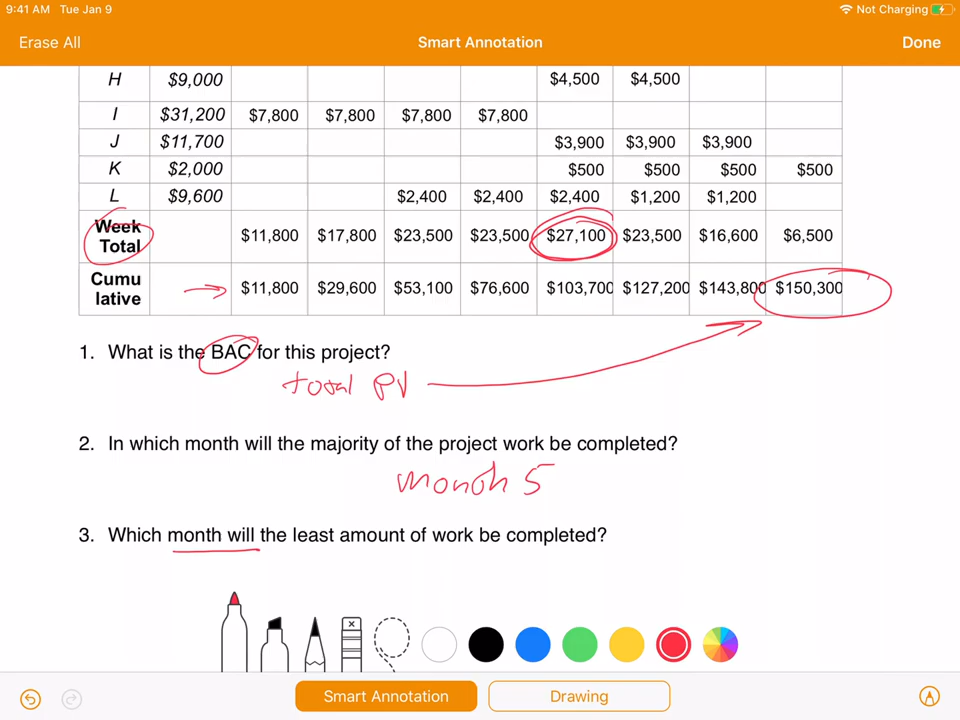 9:41 AM Tue Jan 9 Not Charging
Erase All Smart Annotation Done
H $9,000 $4,500 $4,500
I $31,200 $7,800 $7,800 $7,800 $7,800
J $11,700 $3,900 $3,900 $3,900
K $2,000 $500 $500 $500 $500
L $9,600 $2,400 $2,400 $2,400 $1,200 $1,200
Week
Total $11,800 $17,800 $23,500 $23,500 $27,100 $23,500 $16,600 $6,500
Cumu
lative $11,800 $29,600 $53,100 $76,600 $103,700 $127,200 $143,800 $150,300
1. What is the BAC for this project?
total PV
2. In which month will the majority of the project work be completed?
month 5
3. Which month will the least amount of work be completed?
Smart Annotation Drawing